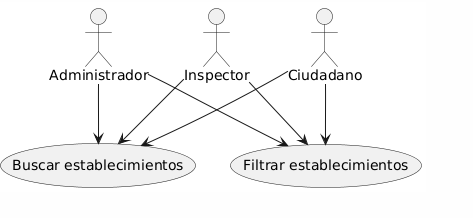 Administrador
Inspector
Ciudadano
Buscar establecimientos
Filtrar establecimientos